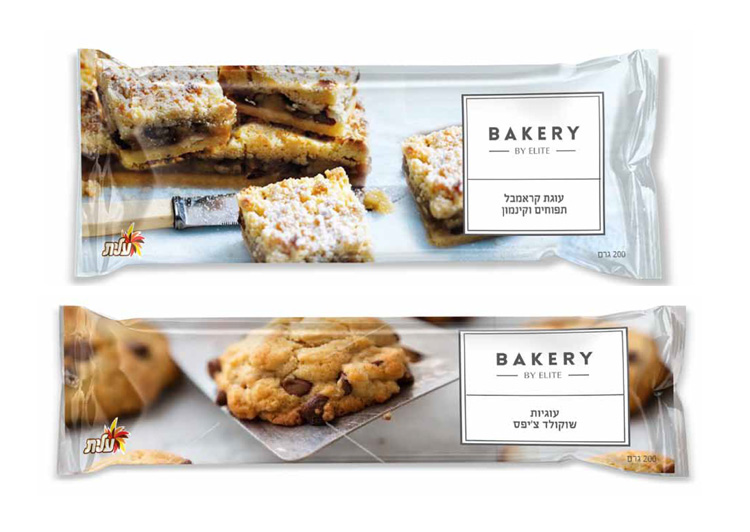 BAKERY
BY ELITE
עוגת קראמבל
תפוחים וקינמון
עלית
200 גרם
BAKERY
BY ELITE
עוגיות
שוקולד צ'יפס
עלית
200 גרם